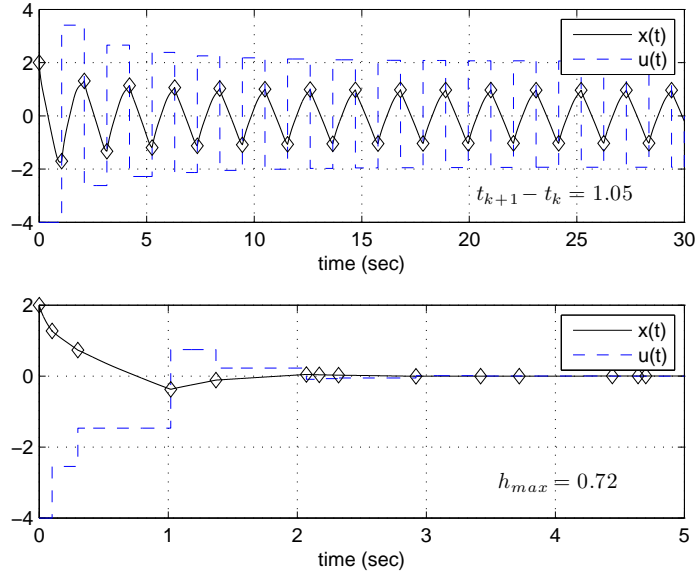 4
2
0
−2
−4
x(t)
u(t)
t_{k+1} − t_k = 1.05
0 5 10 15 20 25 30
time (sec)
2
0
−2
−4
x(t)
u(t)
h_{max} = 0.72
0 1 2 3 4 5
time (sec)